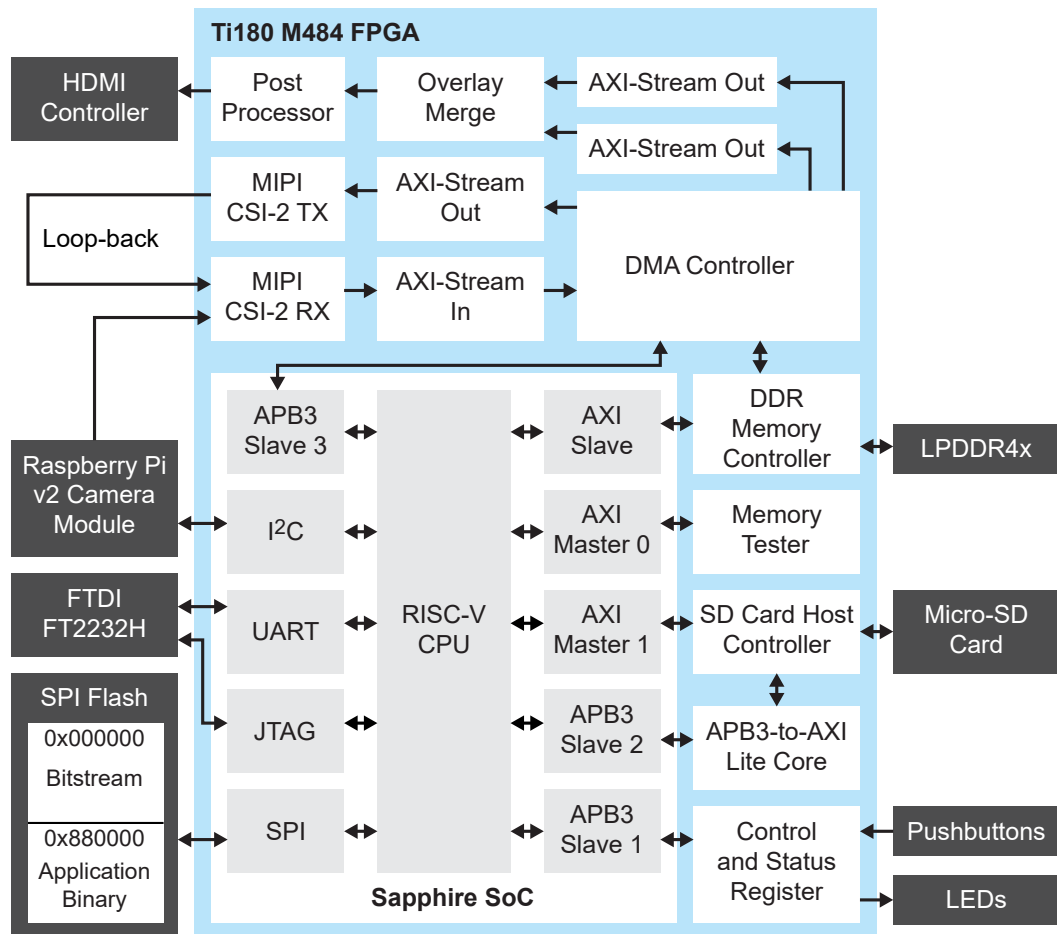 Ti180 M484 FPGA
HDMI
Controller
Post
Processor
Overlay
Merge
AXI-Stream Out
AXI-Stream Out
MIPI
CSI-2 TX
AXI-Stream
Out
Loop-back
DMA Controller
MIPI
CSI-2 RX
AXI-Stream
In
APB3
Slave 3
AXI
Slave
DDR
Memory
Controller
LPDDR4x
Raspberry Pi
v2 Camera
Module
I²C
AXI
Master 0
Memory
Tester
FTDI
FT2232H
UART
RISC-V
CPU
AXI
Master 1
SD Card Host
Controller
Micro-SD
Card
SPI Flash
0x000000
Bitstream
0x880000
Application
Binary
JTAG
APB3
Slave 2
APB3-to-AXI
Lite Core
SPI
APB3
Slave 1
Control
and Status
Register
Pushbuttons
LEDs
Sapphire SoC